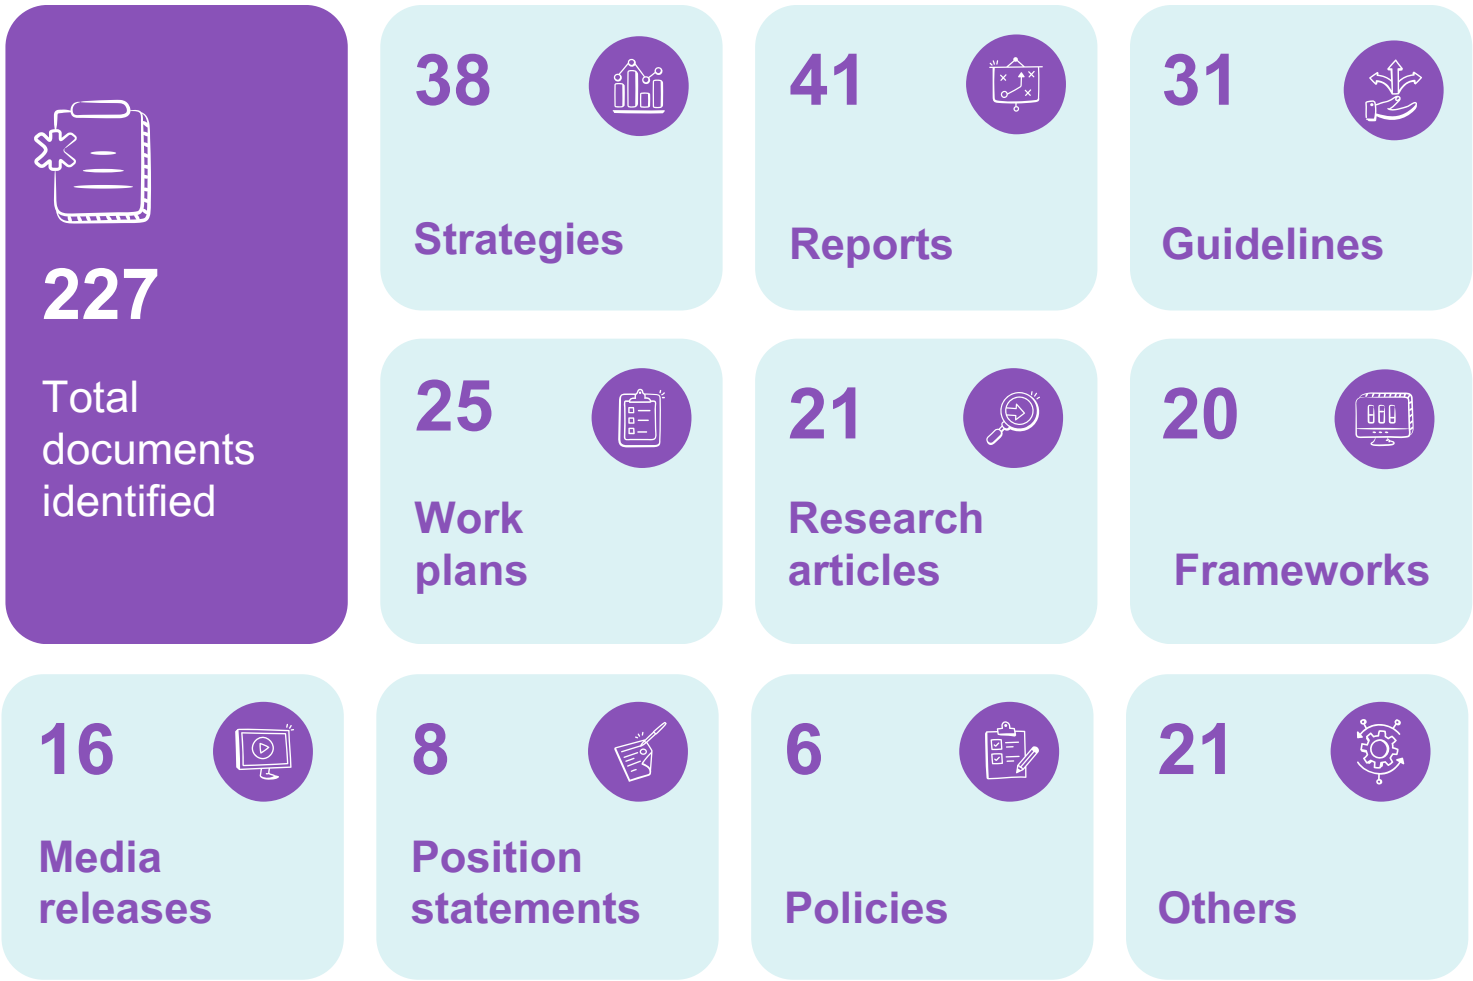 227
Total
documents
identified
38
Strategies
41
Reports
31
Guidelines
25
Work
plans
21
Research
articles
20
Frameworks
16
Media
releases
8
Position
statements
6
Policies
21
Others